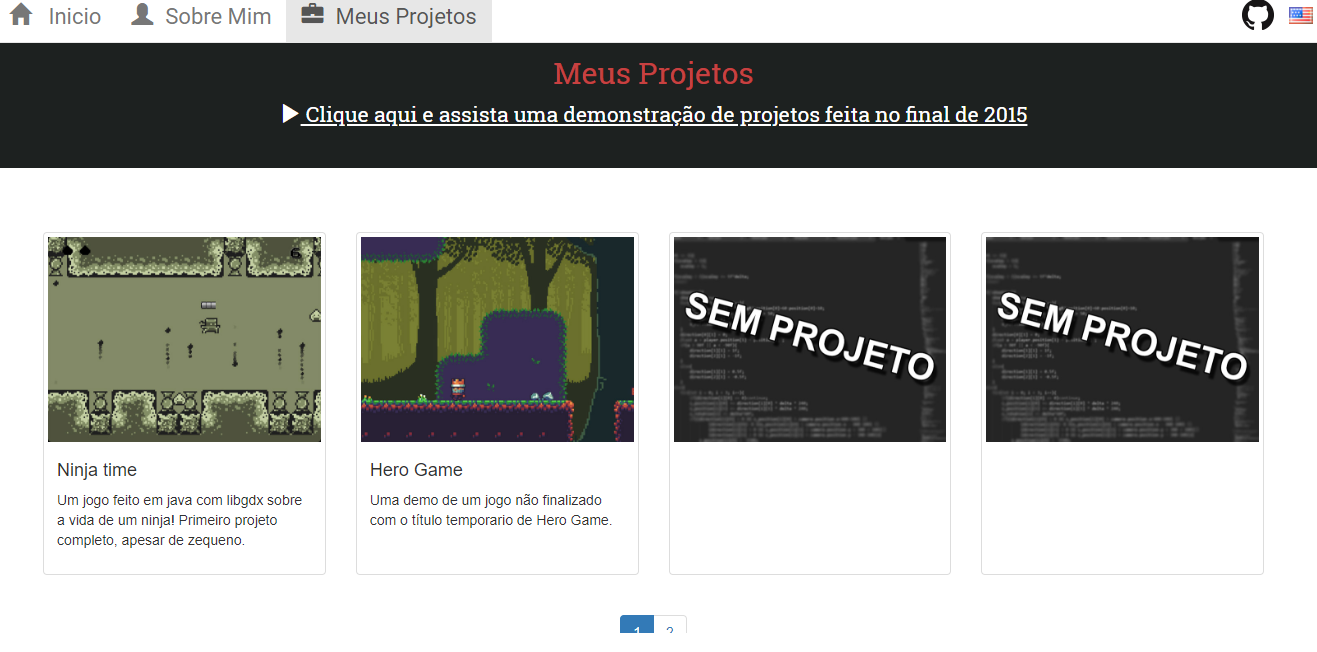 Inicio
Sobre Mim
Meus Projetos
Meus Projetos
Clique aqui e assista uma demonstração de projetos feita no final de 2015
6
SEM PROJETO
SEM PROJETO
Ninja time
Um jogo feito em java com libgdx sobre
a vida de um ninja! Primeiro projeto
completo, apesar de zequeno.
Hero Game
Uma demo de um jogo não finalizado
com o título temporario de Hero Game.
1 2